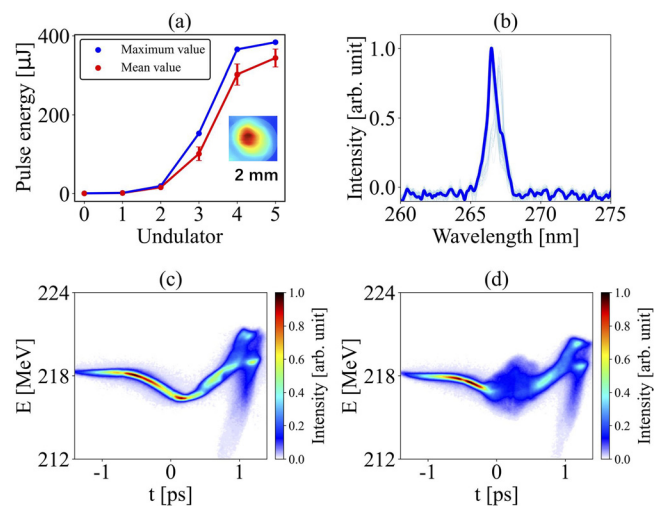 (a)
Pulse energy [μJ]
400
200
0
Maximum value
Mean value
2 mm
0 1 2 3 4 5
Undulator
(b)
Intensity [arb. unit]
1.0
0.5
0.0
260 265 270 275
Wavelength [nm]
(c)
E [MeV]
224
218
212
-1 0 1
t [ps]
1.0
0.8
0.6
0.4
0.2
0.0
Intensity [arb. unit]
(d)
E [MeV]
224
218
212
-1 0 1
t [ps]
1.0
0.8
0.6
0.4
0.2
0.0
Intensity [arb. unit]